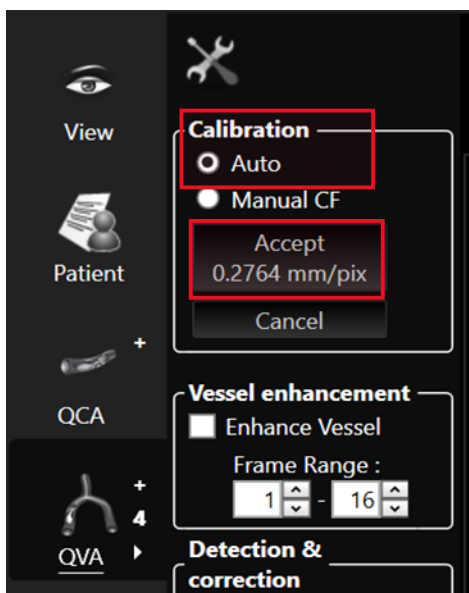 View
Patient
QCA
+
QVA
+
4
Calibration
Auto
Manual CF
Accept
0.2764 mm/pix
Cancel
Vessel enhancement
Enhance Vessel
Frame Range :
1 - 16
Detection &
correction